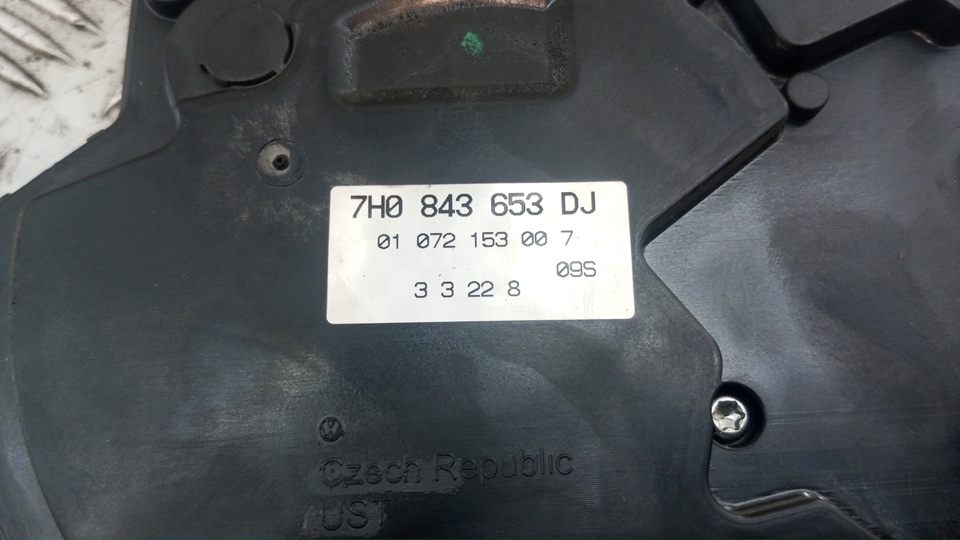 7H0 843 653 DJ
01 072 153 00 7
09S
3 3 22 8
Czech Republic
UST